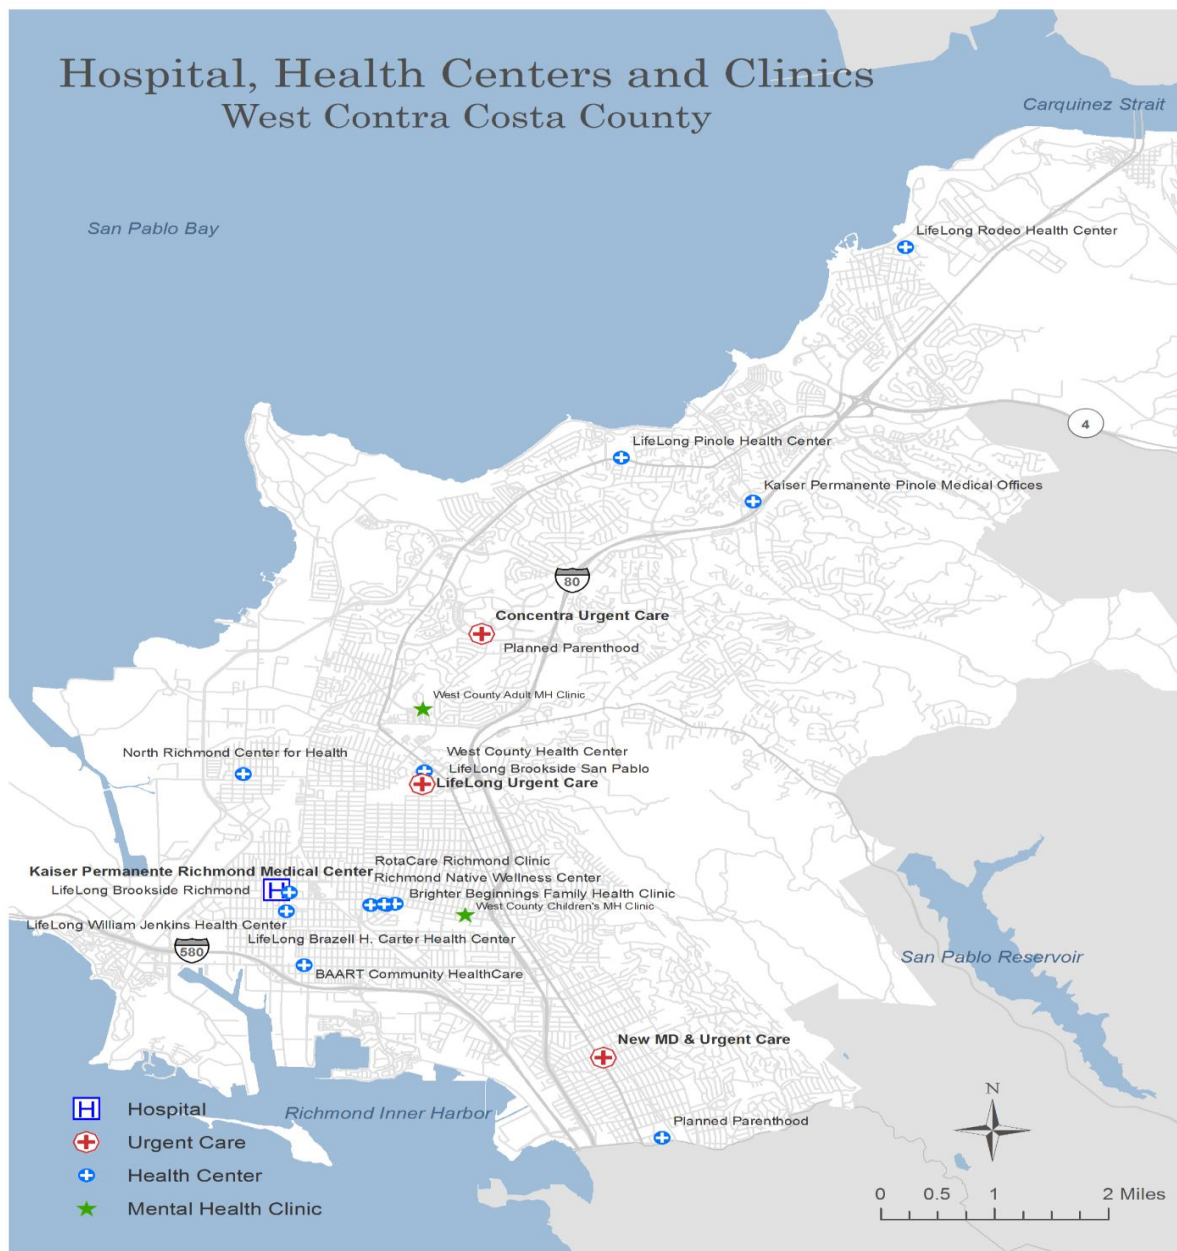 Hospital, Health Centers and Clinics
West Contra Costa County
Carquinez Strait
San Pablo Bay
LifeLong Rodeo Health Center
4
LifeLong Pinole Health Center
Kaiser Permanente Pinole Medical Offices
80
Concentra Urgent Care
Planned Parenthood
West County Adult MH Clinic
North Richmond Center for Health
West County Health Center
LifeLong Brookside San Pablo
LifeLong Urgent Care
RotaCare Richmond Clinic
Kaiser Permanente Richmond Medical Center
Richmond Native Wellness Center
LifeLong Brookside Richmond
H
Brighter Beginnings Family Health Clinic
West County Children's MH Clinic
LifeLong William Jenkins Health Center
LifeLong Brazell H. Carter Health Center
580
San Pablo Reservoir
BAART Community HealthCare
New MD & Urgent Care
Richmond Inner Harbor
Planned Parenthood
H Hospital
Urgent Care
Health Center
Mental Health Clinic
N
0 0.5 1 2 Miles